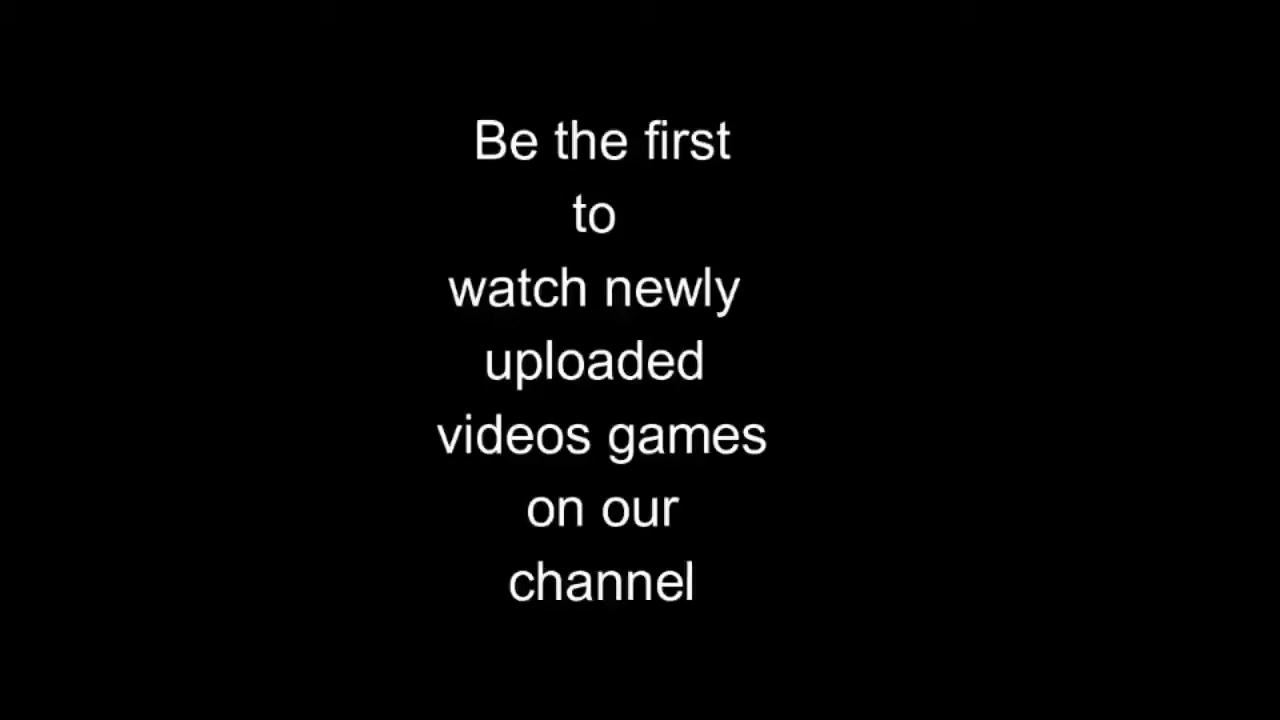 Be the first
to
watch newly
uploaded
videos games
on our
channel